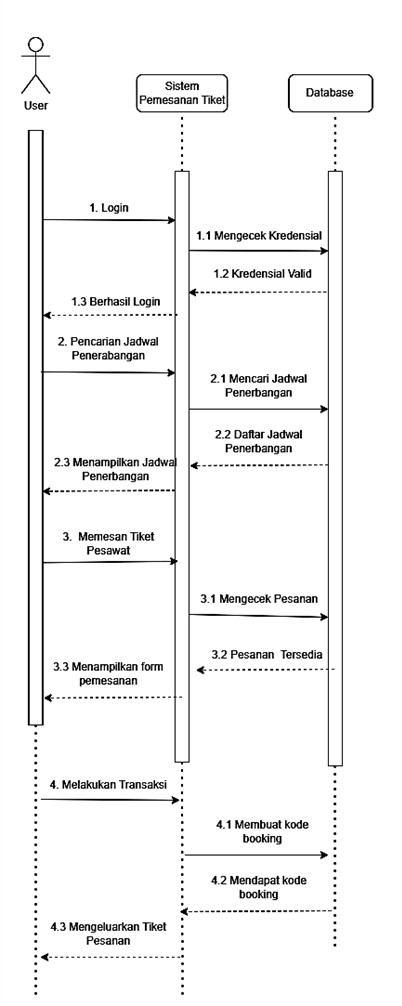 User
Sistem
Pemesanan Tiket
Database
1. Login
1.1 Mengecek Kredensial
1.2 Kredensial Valid
1.3 Berhasil Login
2. Pencarian Jadwal
Penerabangan
2.1 Mencari Jadwal
Penerbangan
2.2 Daftar Jadwal
Penerbangan
2.3 Menampilkan Jadwal
Penerbangan
3. Memesan Tiket
Pesawat
3.1 Mengecek Pesanan
3.2 Pesanan Tersedia
3.3 Menampilkan form
pemesanan
4. Melakukan Transaksi
4.1 Membuat kode
booking
4.2 Mendapat kode
booking
4.3 Mengeluarkan Tiket
Pesanan